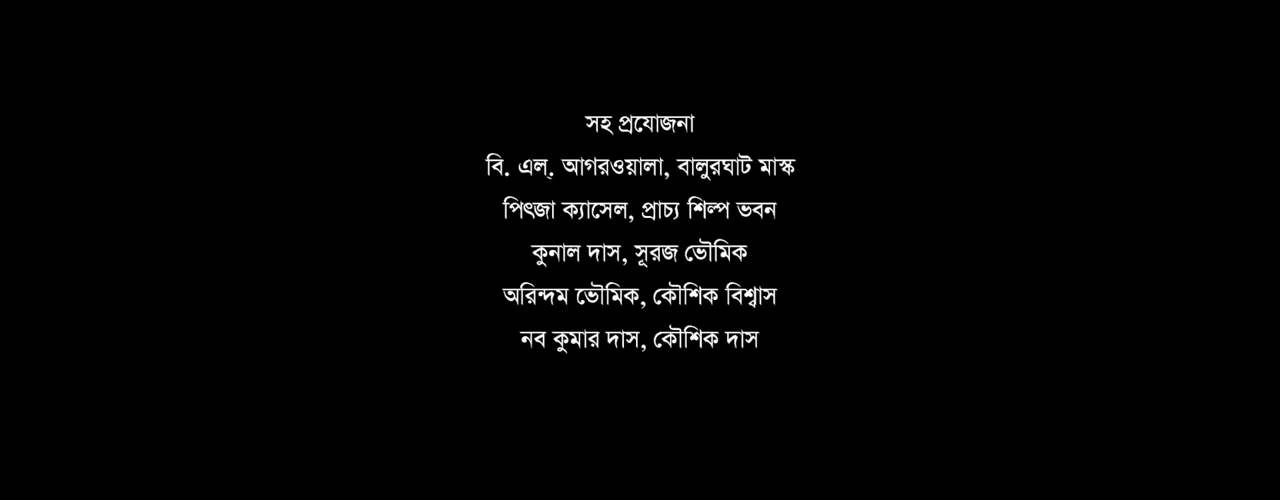 সহ প্রযোজনা
বি. এল. আগরওয়ালা, বালুরঘাট মাস্ক
পিৎজা ক্যাসেল, প্রাচ্য শিল্প ভবন
কুনাল দাস, সূরজ ভৌমিক
অরিন্দম ভৌমিক, কৌশিক বিশ্বাস
নব কুমার দাস, কৌশিক দাস